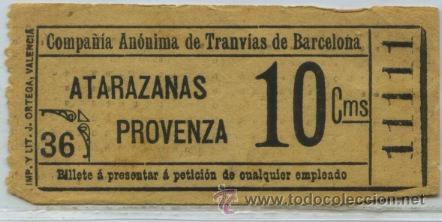 Compañía Anónima de Tranvías de Barcelona
ATARAZANAS
PROVENZA
10 Cms
36
11111
Billete á presentar á petición de cualquier empleado
IMP. Y LIT. J. ORTEGA, VALENCIA
todocoleccion
www.todocoleccion.net